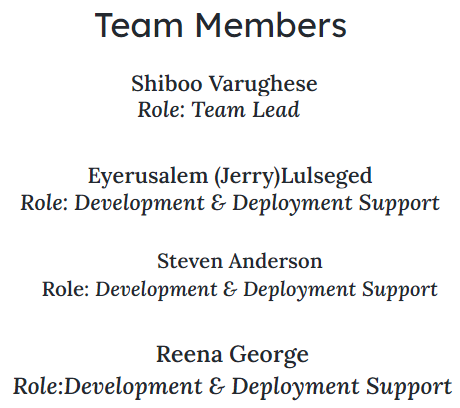 Team Members
Shiboo Varughese
Role: Team Lead
Eyerusalem (Jerry)Lulseged
Role: Development & Deployment Support
Steven Anderson
Role: Development & Deployment Support
Reena George
Role:Development & Deployment Support